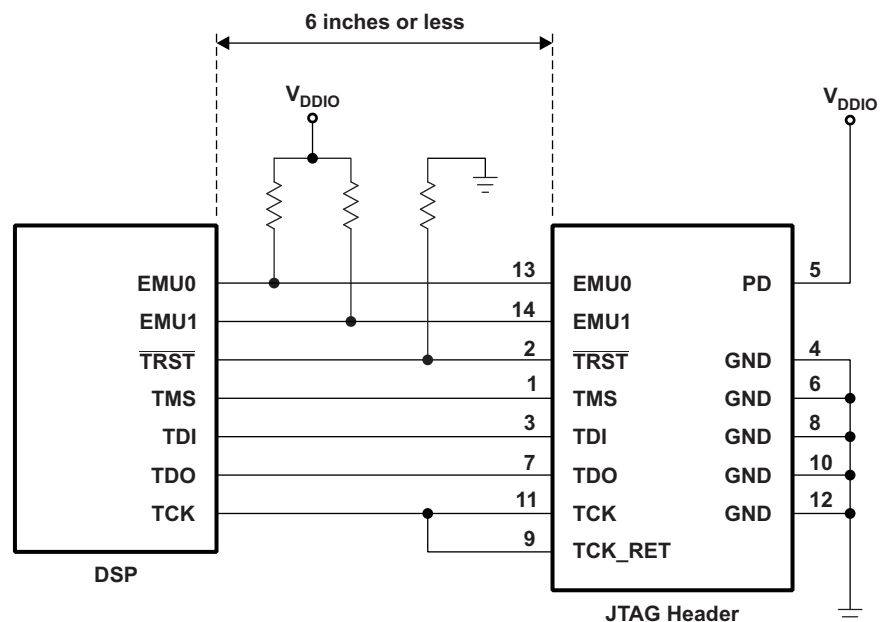 6 inches or less
VDDIO
VDDIO
EMU0
13
EMU0
PD
5
EMU1
14
EMU1
TRST
2
TRST
GND
4
TMS
1
TMS
GND
6
TDI
3
TDI
GND
8
TDO
7
TDO
GND
10
TCK
11
TCK
GND
12
9
TCK_RET
DSP
JTAG Header